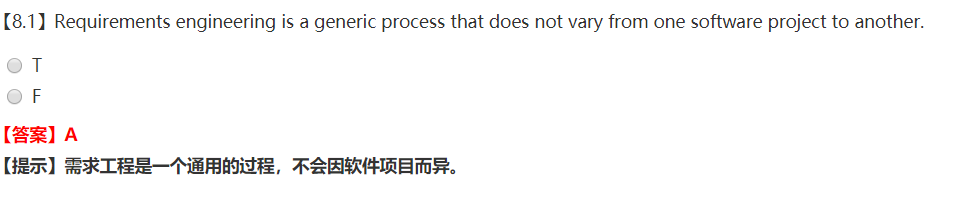 【8.1】Requirements engineering is a generic process that does not vary from one software project to another.
T
F
【答案】A
【提示】需求工程是一个通用的过程，不会因软件项目而异。